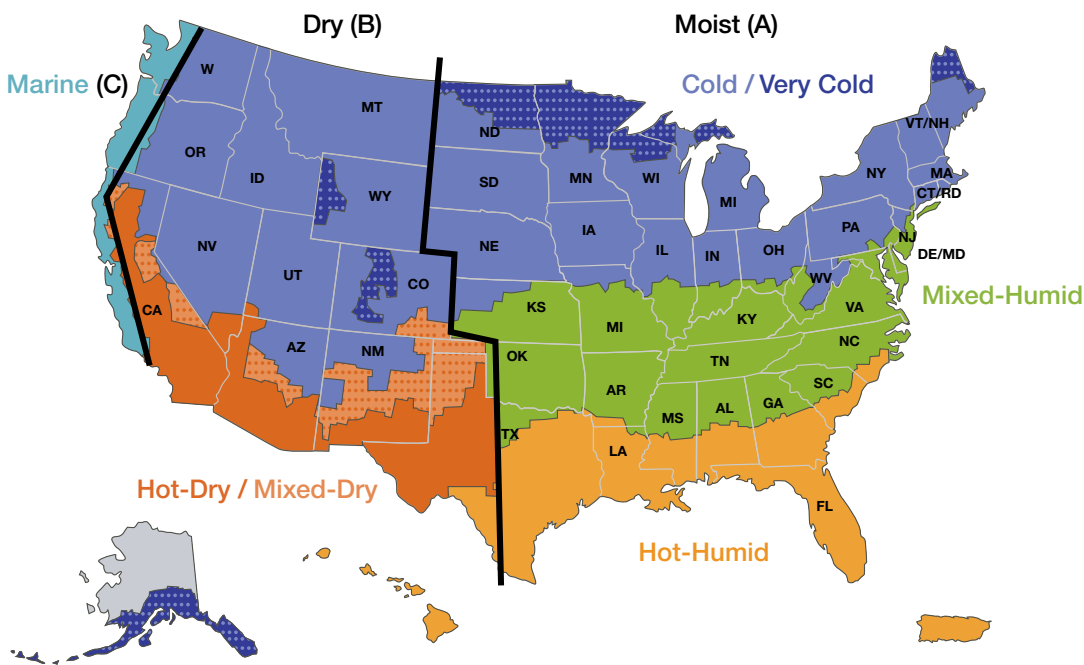 Dry (B)
Moist (A)
Marine (C)
Cold / Very Cold
W
MT
ND
VT/NH
OR
ID
WY
SD
MN
WI
MI
NY
MA
CT/RD
NV
UT
CO
NE
IA
IL
IN
OH
PA
NJ
DE/MD
WV
Mixed-Humid
CA
AZ
NM
KS
MI
KY
VA
OK
TN
NC
AR
SC
MS
AL
GA
TX
LA
FL
Hot-Dry / Mixed-Dry
Hot-Humid